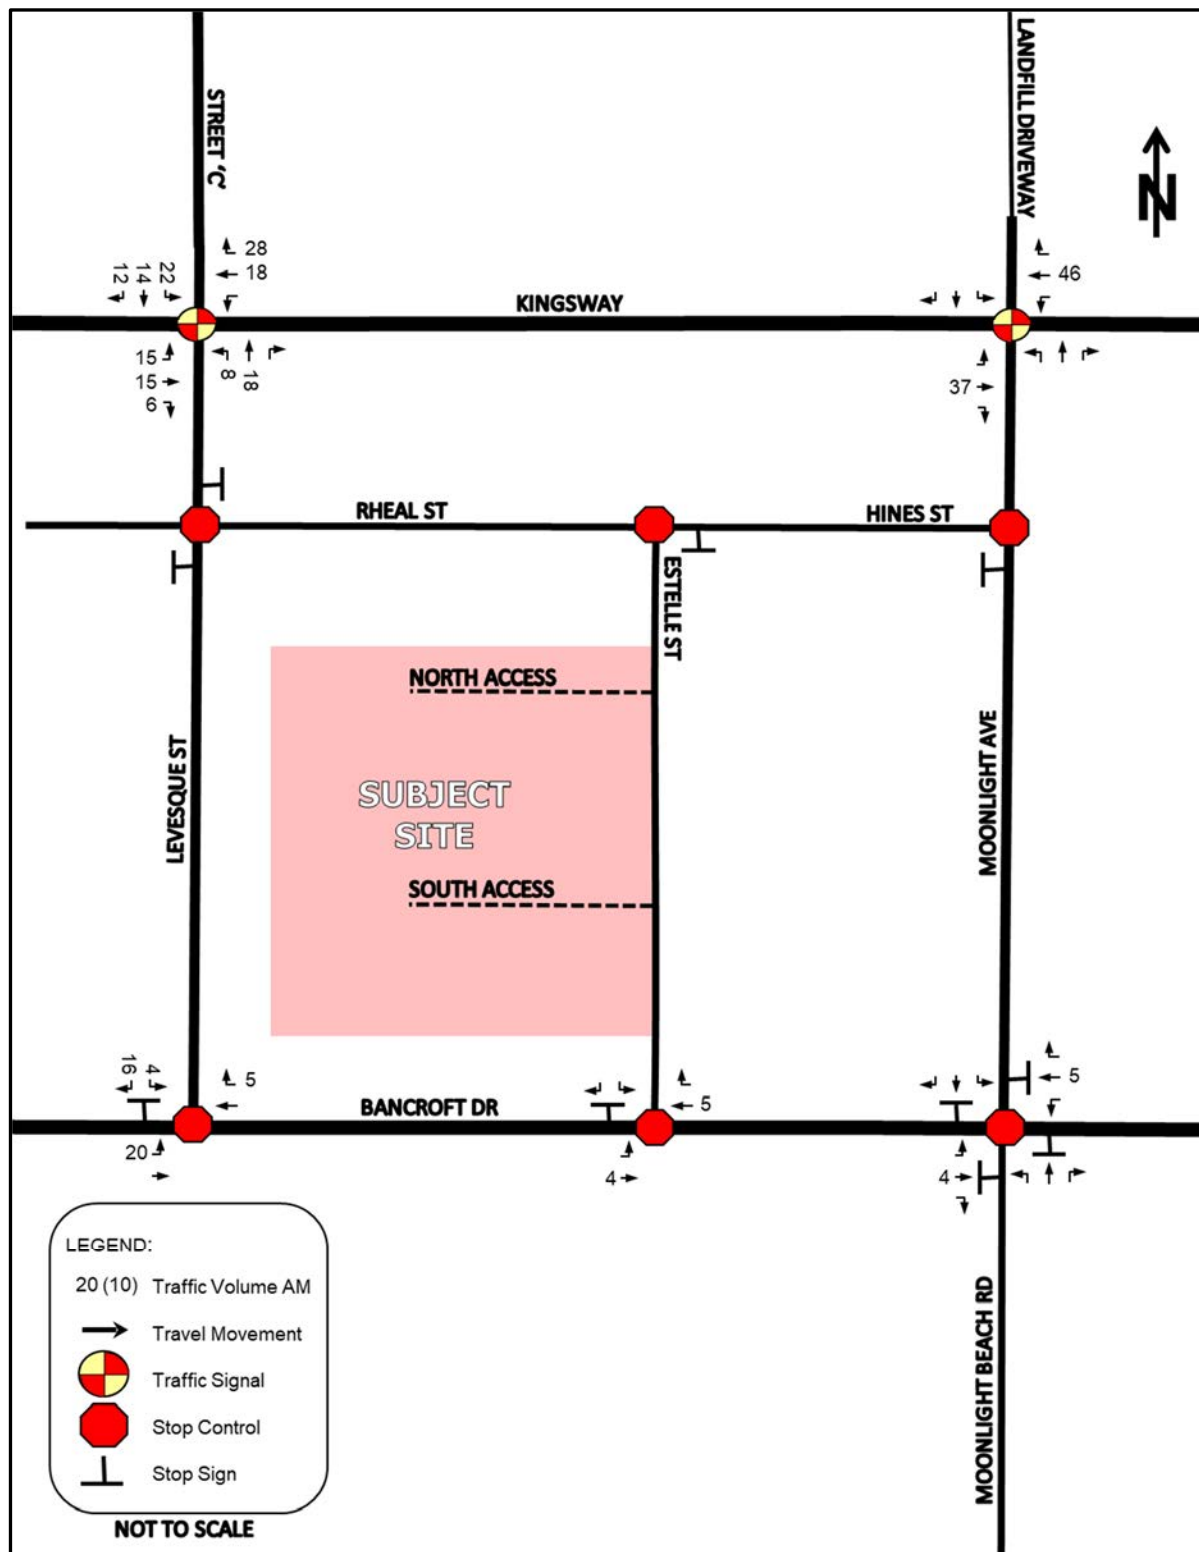 STREET 'C'
LANDFILL DRIVEWAY
N
12
14
22
28
18
46
KINGSWAY
15
15
6
8
18
37
RHEAL ST
HINES ST
ESTELLE ST
NORTH ACCESS
SUBJECT
SITE
SOUTH ACCESS
LEVESQUE ST
MOONLIGHT AVE
16
4
5
BANCROFT DR
5
5
20
4
4
LEGEND:
20 (10) Traffic Volume AM
Travel Movement
Traffic Signal
Stop Control
Stop Sign
MOONLIGHT BEACH RD
NOT TO SCALE